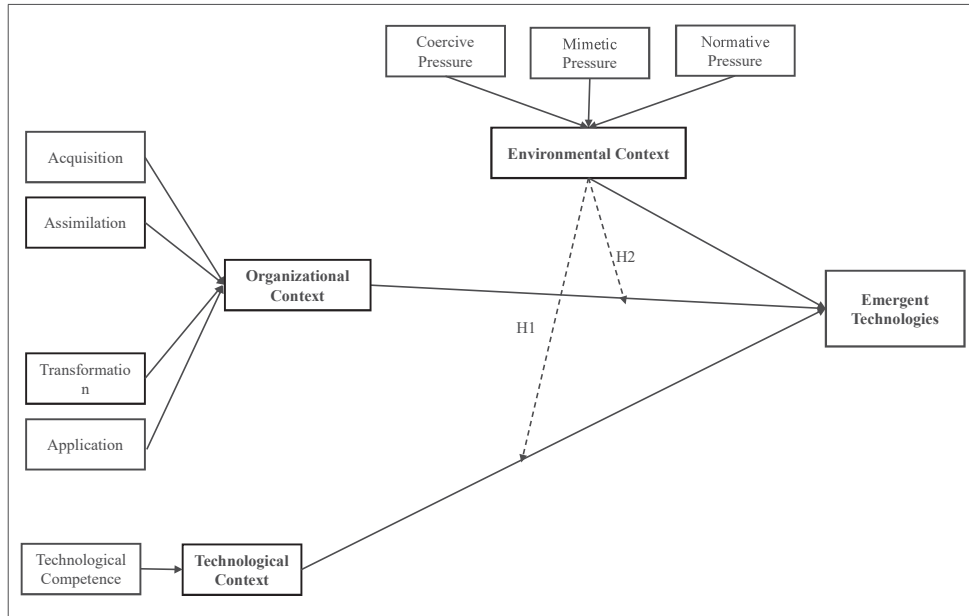 Coercive
Pressure
Mimetic
Pressure
Normative
Pressure
Environmental Context
Acquisition
Assimilation
Organizational
Context
H2
Emergent
Technologies
H1
Transformatio
n
Application
Technological
Competence
Technological
Context